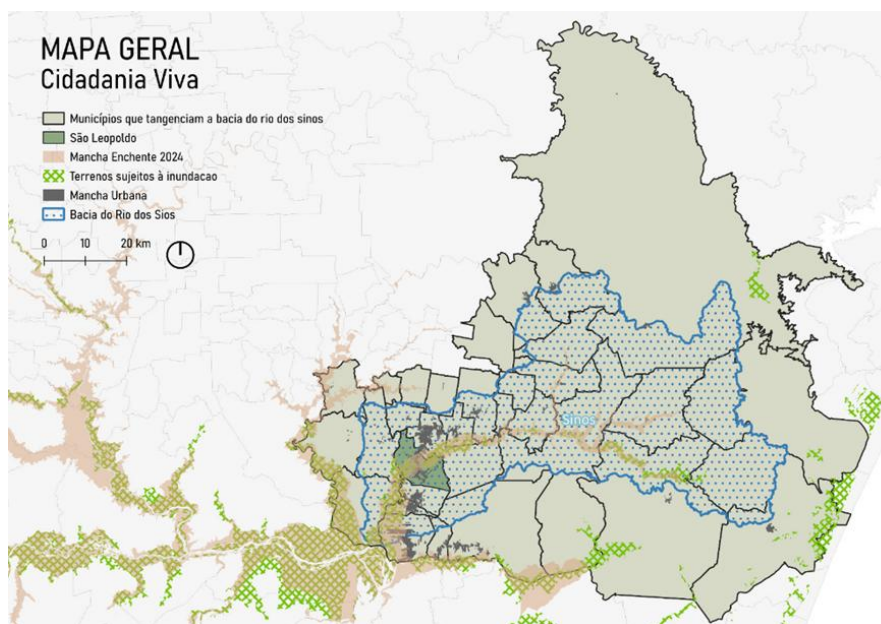 MAPA GERAL
Cidadania Viva
Municípios que tangenciam a bacia do rio dos sinos
São Leopoldo
Mancha Enchente 2024
Terrenos sujeitos à inundacao
Mancha Urbana
Bacia do Rio dos Sios
0 10 20 km
Sinos